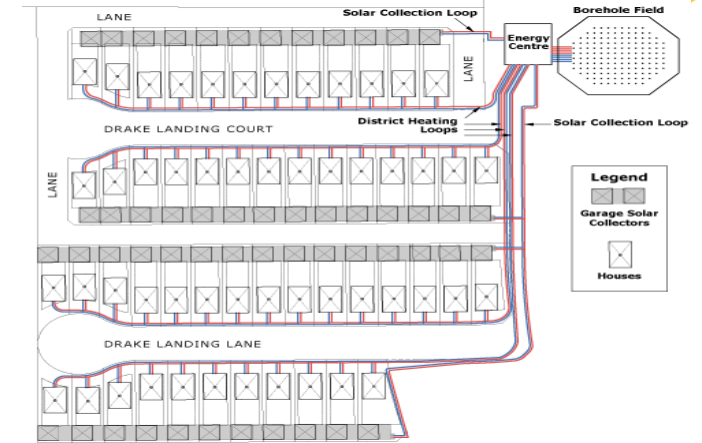 Solar Collection Loop
Borehole Field
LANE
Energy
Centre
LANE
District Heating
Loops
Solar Collection Loop
DRAKE LANDING COURT
LANE
Legend
Garage Solar
Collectors
Houses
DRAKE LANDING LANE